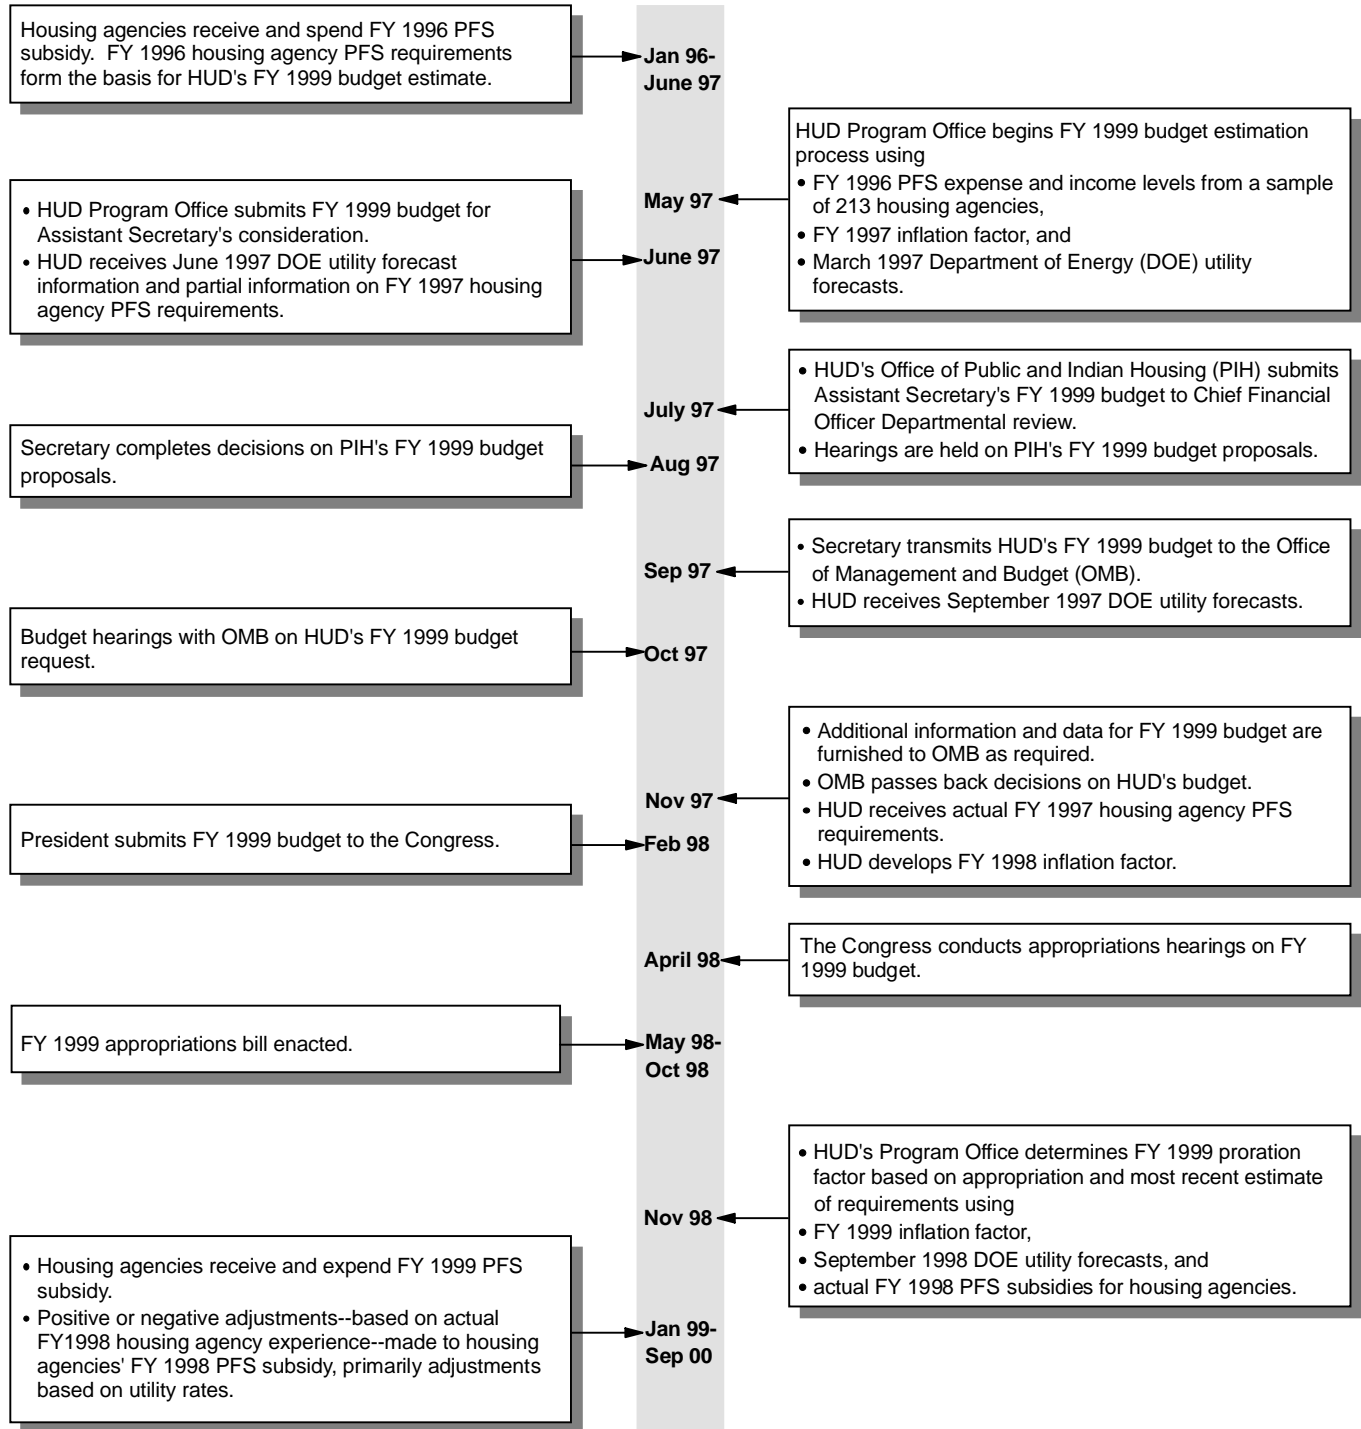 Housing agencies receive and spend FY 1996 PFS
subsidy.  FY 1996 housing agency PFS requirements
form the basis for HUD's FY 1999 budget estimate.
Jan 96-
June 97
HUD Program Office begins FY 1999 budget estimation
process using
• FY 1996 PFS expense and income levels from a sample
of 213 housing agencies,
• FY 1997 inflation factor, and
• March 1997 Department of Energy (DOE) utility
forecasts.
May 97
• HUD Program Office submits FY 1999 budget for
Assistant Secretary's consideration.
• HUD receives June 1997 DOE utility forecast
information and partial information on FY 1997 housing
agency PFS requirements.
June 97
• HUD's Office of Public and Indian Housing (PIH) submits
Assistant Secretary's FY 1999 budget to Chief Financial
Officer Departmental review.
• Hearings are held on PIH's FY 1999 budget proposals.
July 97
Secretary completes decisions on PIH's FY 1999 budget
proposals.
Aug 97
• Secretary transmits HUD's FY 1999 budget to the Office
of Management and Budget (OMB).
• HUD receives September 1997 DOE utility forecasts.
Sep 97
Budget hearings with OMB on HUD's FY 1999 budget
request.
Oct 97
• Additional information and data for FY 1999 budget are
furnished to OMB as required.
• OMB passes back decisions on HUD's budget.
• HUD receives actual FY 1997 housing agency PFS
requirements.
• HUD develops FY 1998 inflation factor.
Nov 97
President submits FY 1999 budget to the Congress.
Feb 98
The Congress conducts appropriations hearings on FY
1999 budget.
April 98
FY 1999 appropriations bill enacted.
May 98-
Oct 98
• HUD's Program Office determines FY 1999 proration
factor based on appropriation and most recent estimate
of requirements using
• FY 1999 inflation factor,
• September 1998 DOE utility forecasts, and
• actual FY 1998 PFS subsidies for housing agencies.
Nov 98
• Housing agencies receive and expend FY 1999 PFS
subsidy.
• Positive or negative adjustments--based on actual
FY1998 housing agency experience--made to housing
agencies' FY 1998 PFS subsidy, primarily adjustments
based on utility rates.
Jan 99-
Sep 00